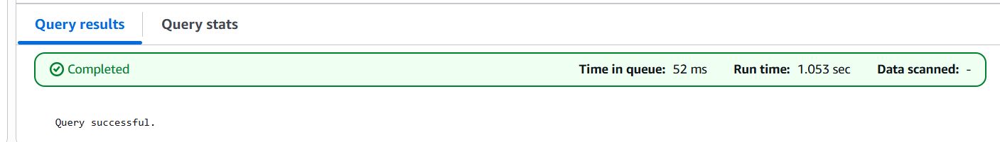 Query results Query stats
Completed Time in queue: 52 ms Run time: 1.053 sec Data scanned: -
Query successful.